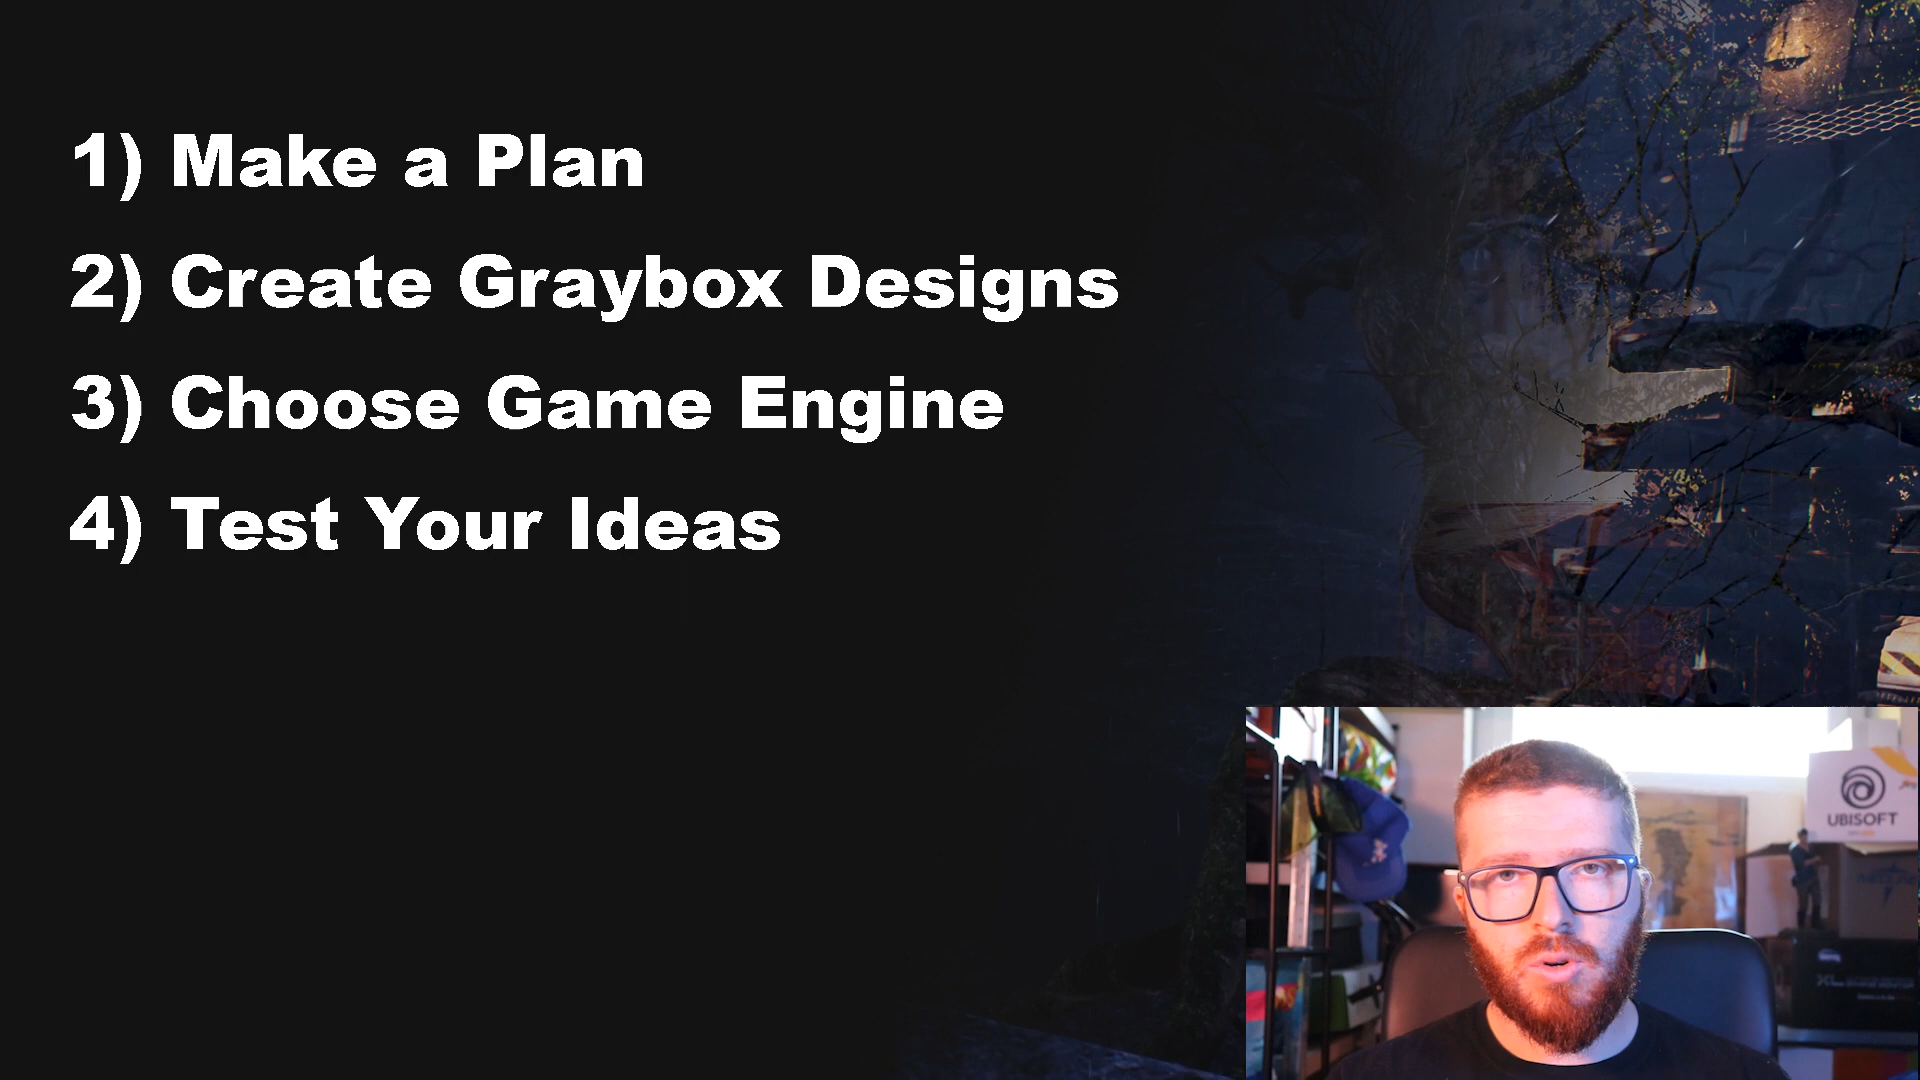 1) Make a Plan
2) Create Graybox Designs
3) Choose Game Engine
4) Test Your Ideas
UBISOFT